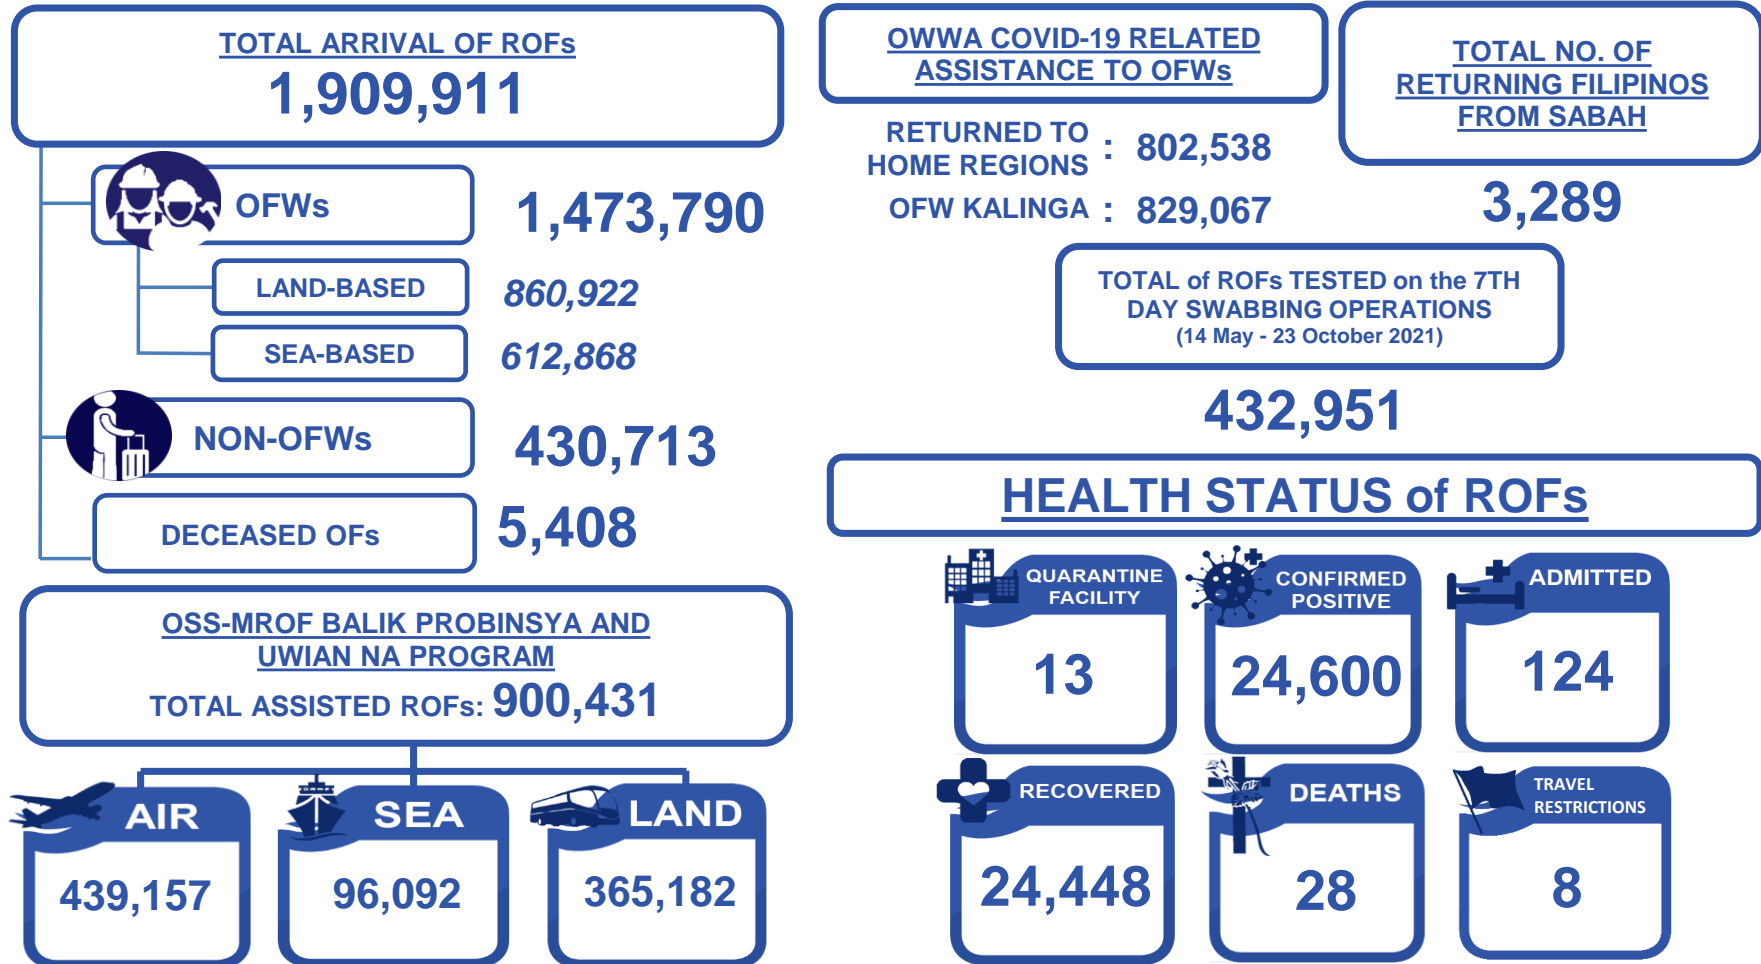 TOTAL ARRIVAL OF ROFs
1,909,911
OFWs
1,473,790
LAND-BASED
860,922
SEA-BASED
612,868
NON-OFWs
430,713
DECEASED OFs
5,408
OSS-MROF BALIK PROBINSYA AND
UWIAN NA PROGRAM
TOTAL ASSISTED ROFs: 900,431
AIR
439,157
SEA
96,092
LAND
365,182
OWWA COVID-19 RELATED
ASSISTANCE TO OFWs
RETURNED TO
HOME REGIONS : 802,538
OFW KALINGA : 829,067
TOTAL NO. OF
RETURNING FILIPINOS
FROM SABAH
3,289
TOTAL of ROFs TESTED on the 7TH
DAY SWABBING OPERATIONS
(14 May - 23 October 2021)
432,951
HEALTH STATUS of ROFs
QUARANTINE
FACILITY
13
CONFIRMED
POSITIVE
24,600
ADMITTED
124
RECOVERED
24,448
DEATHS
28
TRAVEL
RESTRICTIONS
8